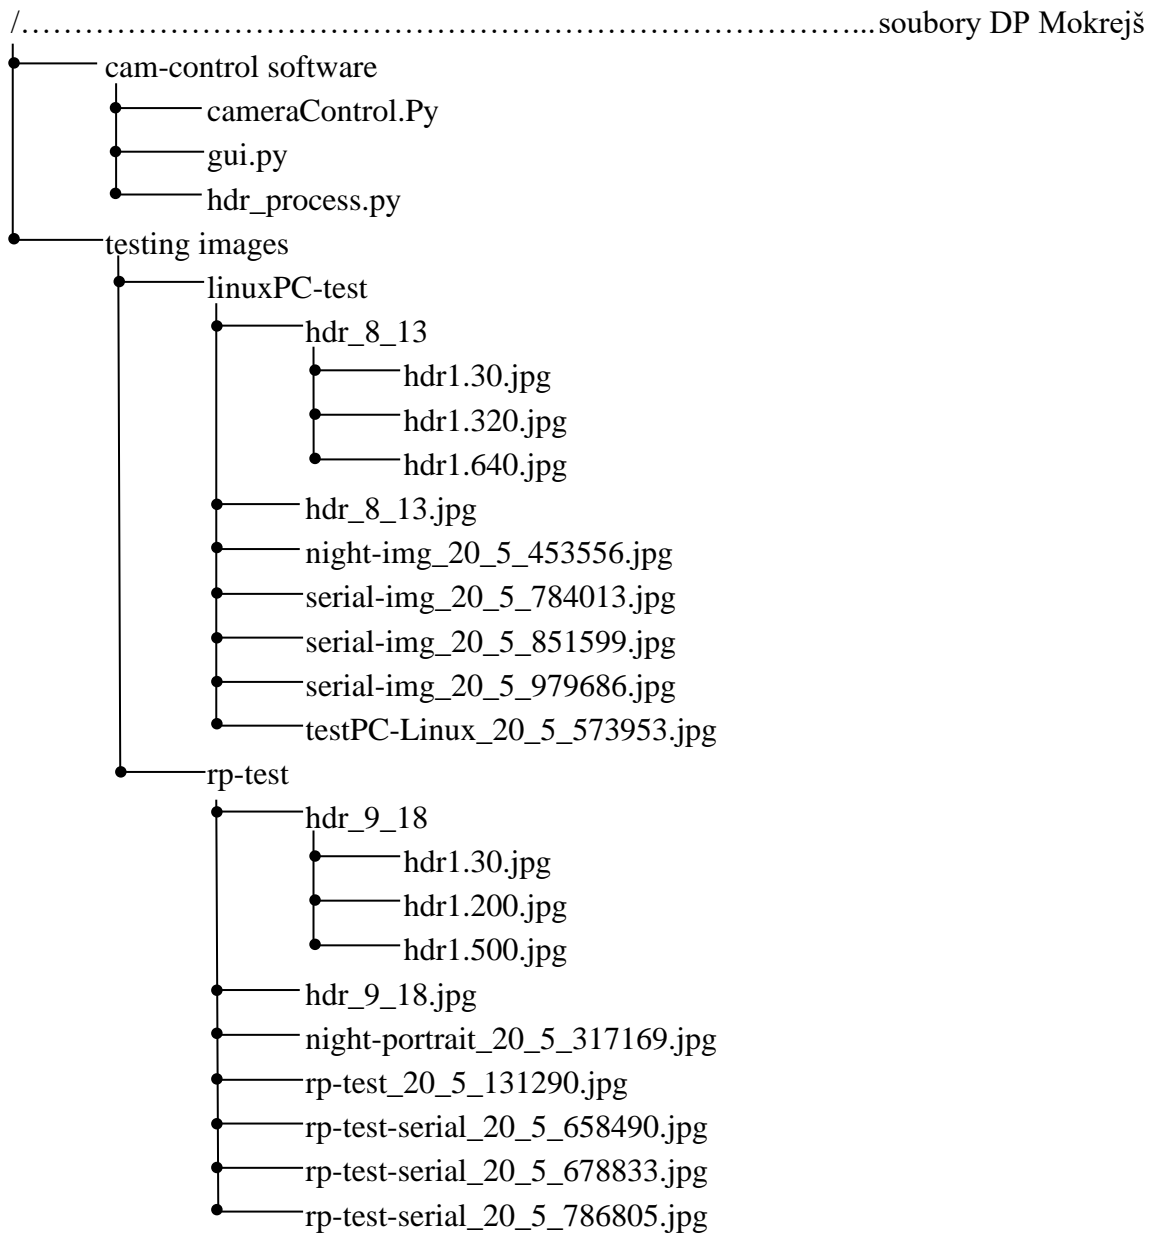 /……………………………………………………………………………...soubory DP Mokrejš
cam-control software
cameraControl.Py
gui.py
hdr_process.py
testing images
linuxPC-test
hdr_8_13
hdr1.30.jpg
hdr1.320.jpg
hdr1.640.jpg
hdr_8_13.jpg
night-img_20_5_453556.jpg
serial-img_20_5_784013.jpg
serial-img_20_5_851599.jpg
serial-img_20_5_979686.jpg
testPC-Linux_20_5_573953.jpg
rp-test
hdr_9_18
hdr1.30.jpg
hdr1.200.jpg
hdr1.500.jpg
hdr_9_18.jpg
night-portrait_20_5_317169.jpg
rp-test_20_5_131290.jpg
rp-test-serial_20_5_658490.jpg
rp-test-serial_20_5_678833.jpg
rp-test-serial_20_5_786805.jpg